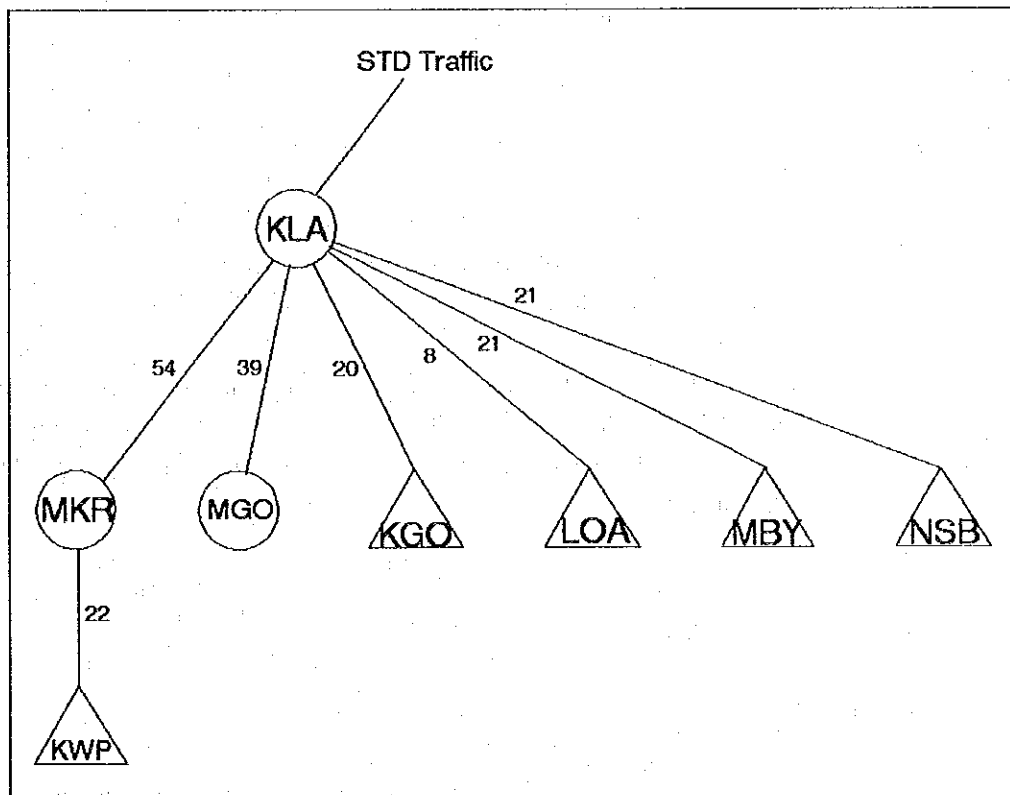 STD Traffic
KLA
21
21
54
39
20
8
MKR
MGO
KGO
LOA
MBY
NSB
22
KWP